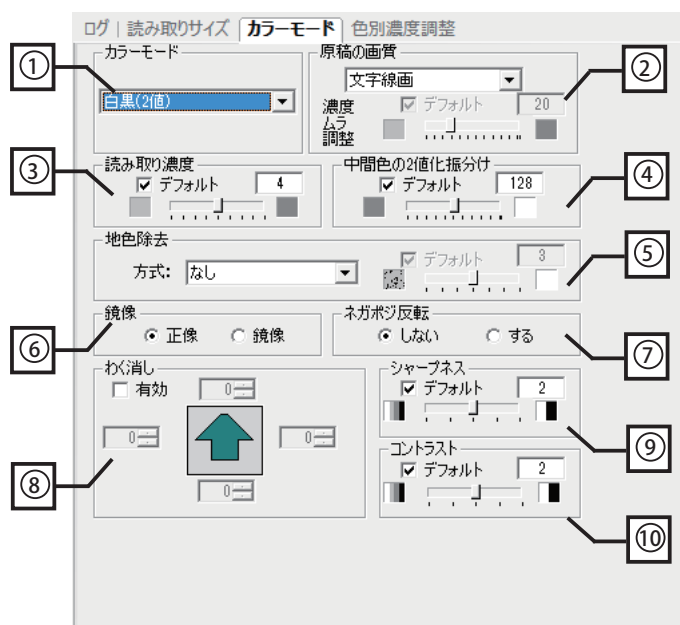 ログ 読み取りサイズ カラーモード 色別濃度調整
① カラーモード
白黒(2値)
原稿の画質 ②
文字線画
濃度ムラ調整 デフォルト 20
③ 読み取り濃度
デフォルト 4
中間色の2値化振分け ④
デフォルト 128
地色除去 ⑤
方式: なし
デフォルト 3
⑥ 鏡像
正像 鏡像
ネガポジ反転 ⑦
しない する
⑧ わく消し
有効 0
0 0
0
シャープネス ⑨
デフォルト 2
コントラスト ⑩
デフォルト 2